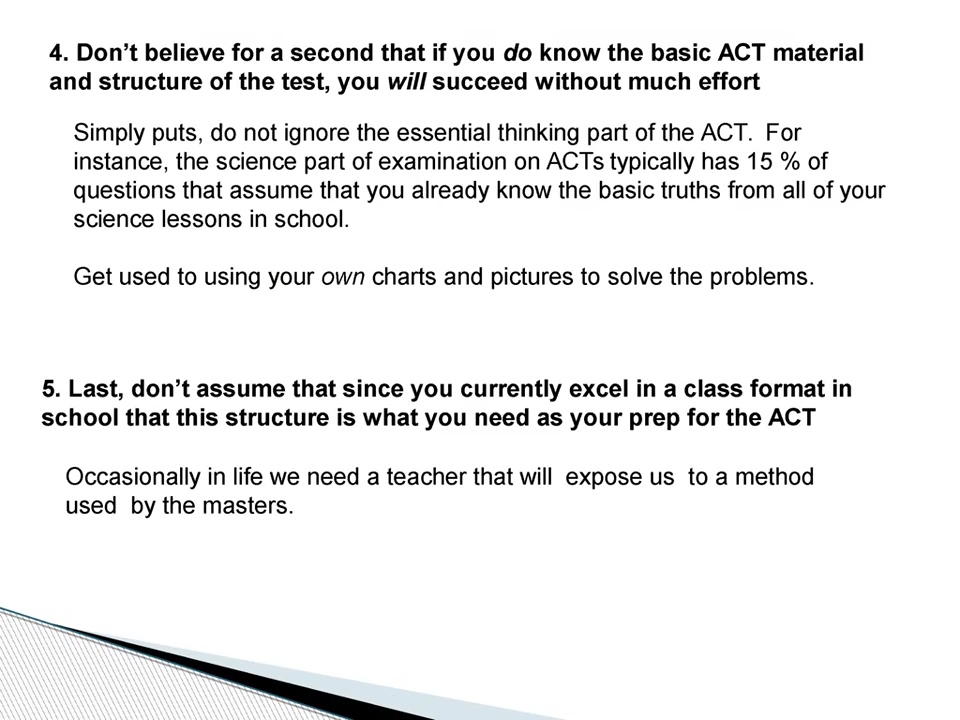 4. Don’t believe for a second that if you do know the basic ACT material
and structure of the test, you will succeed without much effort
Simply puts, do not ignore the essential thinking part of the ACT.  For
instance, the science part of examination on ACTs typically has 15 % of
questions that assume that you already know the basic truths from all of your
science lessons in school.
Get used to using your own charts and pictures to solve the problems.
5. Last, don’t assume that since you currently excel in a class format in
school that this structure is what you need as your prep for the ACT
Occasionally in life we need a teacher that will  expose us  to a method
used  by the masters.